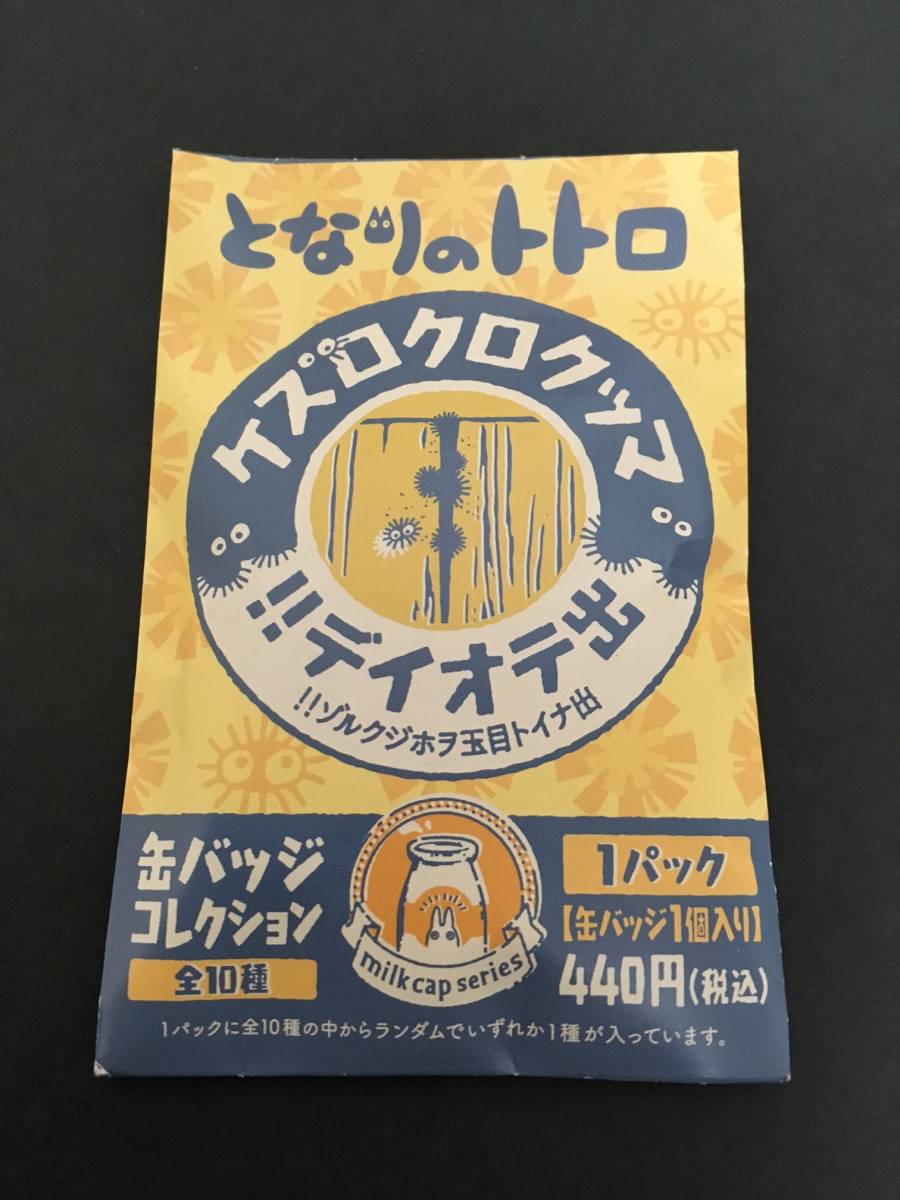 となりのトトロ
マックロクロスケ
出テオイデ!!
出ナイト目玉ヲホジクルゾ!!
缶バッジ
コレクション
全10種
milk cap series
1パック
【缶バッジ1個入り】
440円(税込)
1パックに全10種の中からランダムでいずれか1種が入っています。